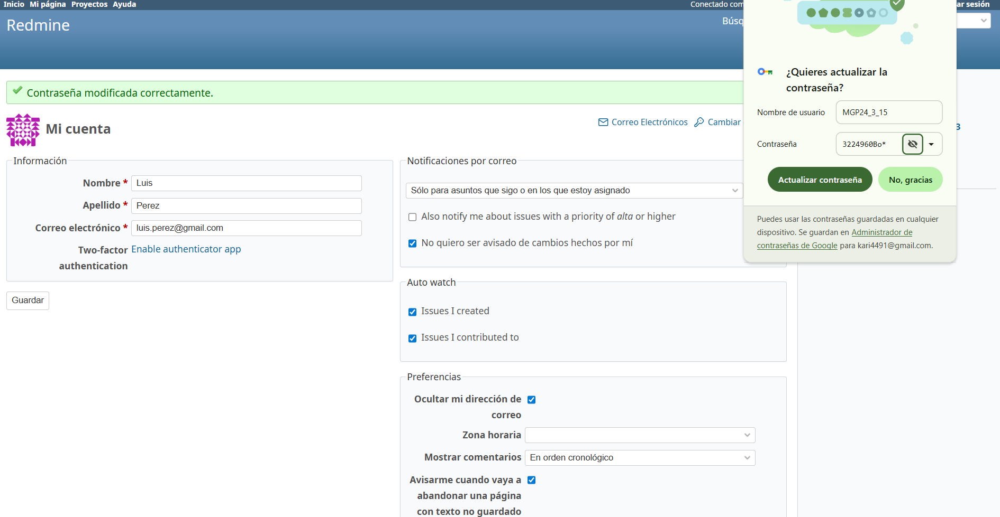 Inicio Mi página Proyectos Ayuda
Conectado com
ar sesión
Redmine
Búsq
Contraseña modificada correctamente.
Mi cuenta
Correo Electrónicos Cambiar
3
Información
Nombre *
Luis
Apellido *
Perez
Correo electrónico *
luis.perez@gmail.com
Two-factor
authentication
Enable authenticator app
Guardar
Notificaciones por correo
Sólo para asuntos que sigo o en los que estoy asignado
Also notify me about issues with a priority of alta or higher
No quiero ser avisado de cambios hechos por mí
Auto watch
Issues I created
Issues I contributed to
Preferencias
Ocultar mi dirección de
correo
Zona horaria
Mostrar comentarios
En orden cronológico
Avisarme cuando vaya a
abandonar una página
con texto no guardado
¿Quieres actualizar la
contraseña?
Nombre de usuario
MGP24_3_15
Contraseña
3224960Bo*
Actualizar contraseña
No, gracias
Puedes usar las contraseñas guardadas en cualquier
dispositivo. Se guardan en Administrador de
contraseñas de Google para kari4491@gmail.com.